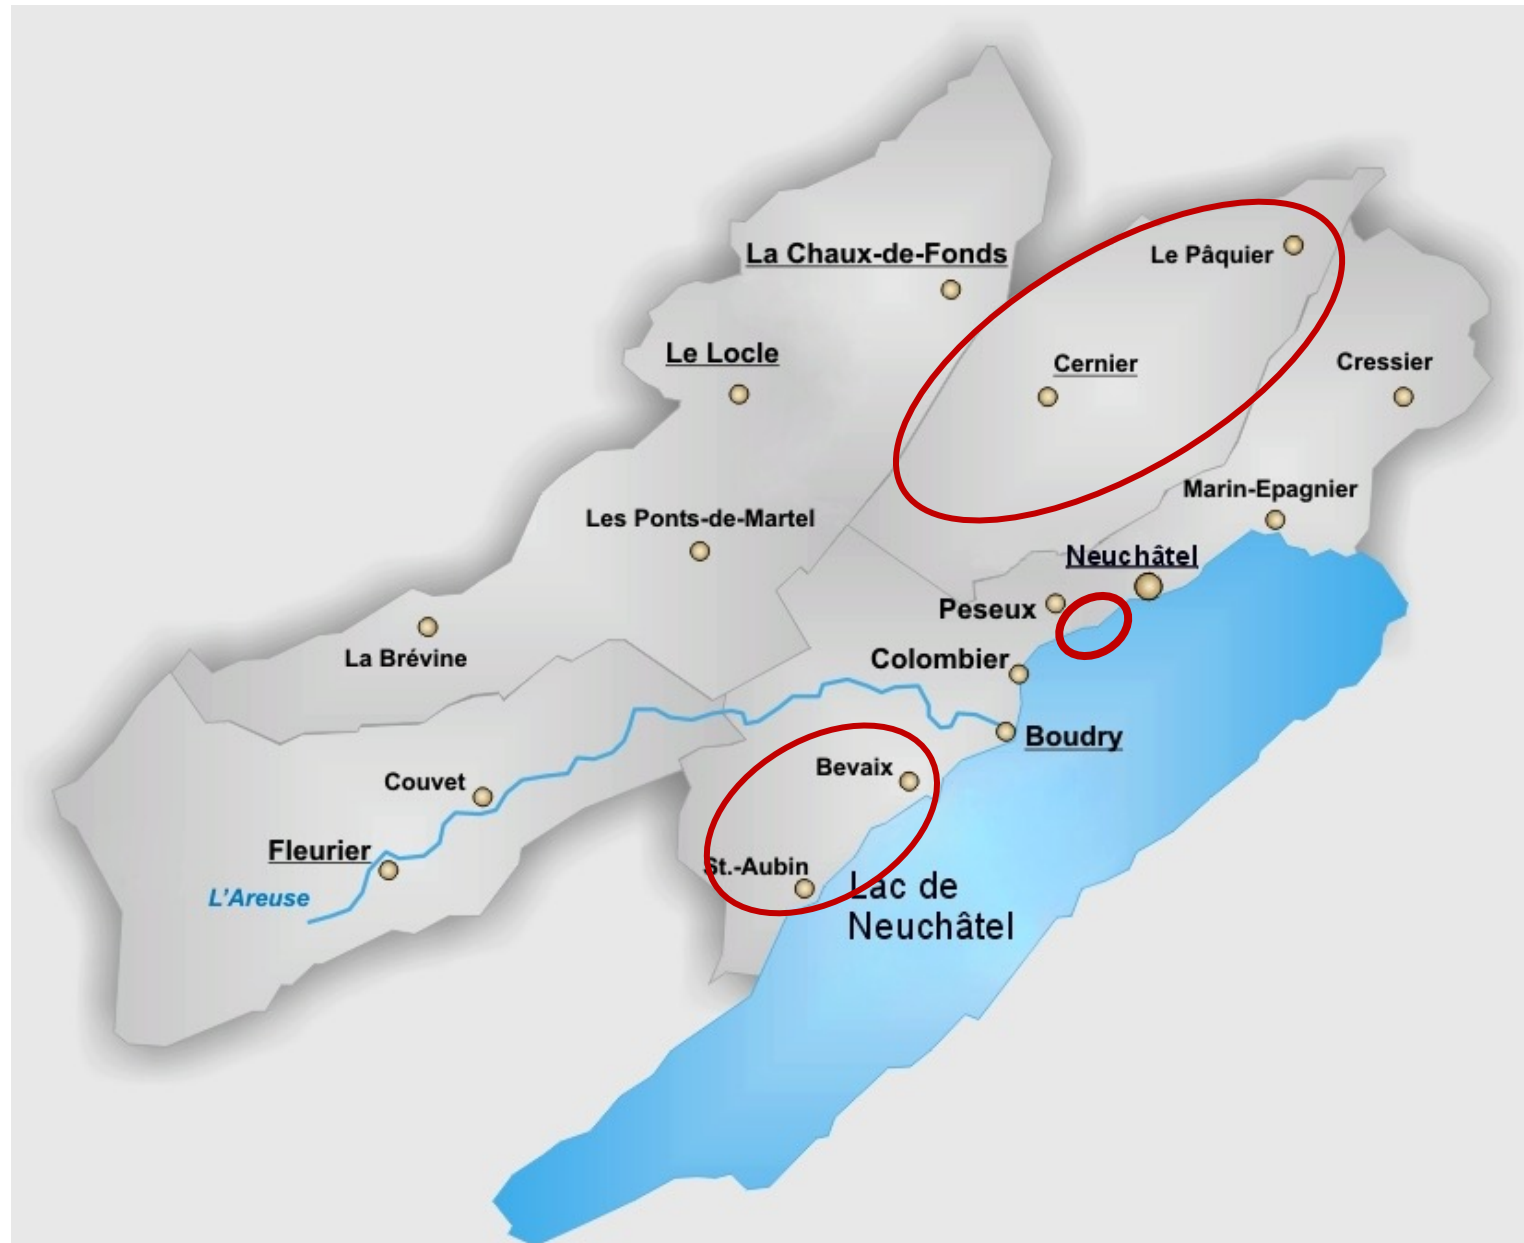 La Chaux-de-Fonds
Le Pâquier
Le Locle
Cernier
Cressier
Marin-Epagnier
Les Ponts-de-Martel
Neuchâtel
Peseux
La Brévine
Colombier
Boudry
Bevaix
Couvet
Fleurier
St.-Aubin
L'Areuse
Lac de
Neuchâtel